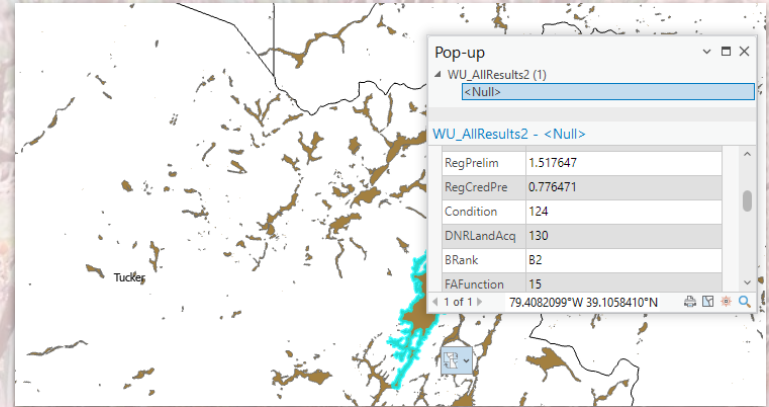 Pop-up
WU_AllResults2 (1)
<Null>
WU_AllResults2 - <Null>
RegPrelim 1.517647
RegCredPre 0.776471
Condition 124
DNRLandAcq 130
BRank B2
FAFunction 15
1 of 1 79.4082099°W 39.1058410°N
Tucker